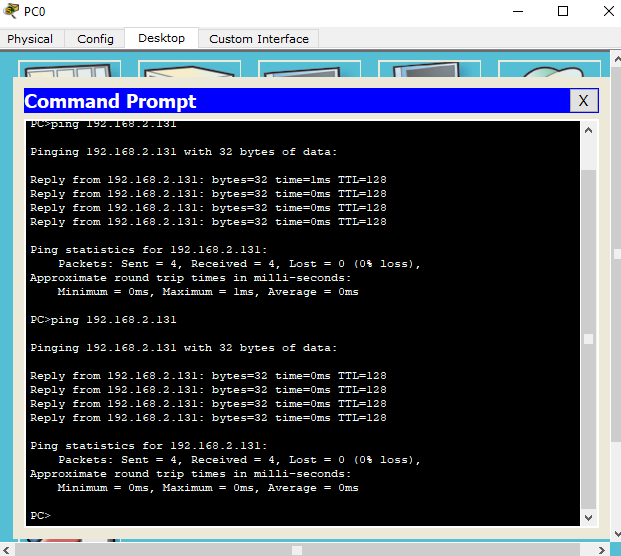 PC0
Physical Config Desktop Custom Interface
Command Prompt X
PC>ping 192.168.2.131
Pinging 192.168.2.131 with 32 bytes of data:
Reply from 192.168.2.131: bytes=32 time=1ms TTL=128
Reply from 192.168.2.131: bytes=32 time=0ms TTL=128
Reply from 192.168.2.131: bytes=32 time=0ms TTL=128
Reply from 192.168.2.131: bytes=32 time=0ms TTL=128
Ping statistics for 192.168.2.131:
Packets: Sent = 4, Received = 4, Lost = 0 (0% loss),
Approximate round trip times in milli-seconds:
Minimum = 0ms, Maximum = 1ms, Average = 0ms
PC>ping 192.168.2.131
Pinging 192.168.2.131 with 32 bytes of data:
Reply from 192.168.2.131: bytes=32 time=0ms TTL=128
Reply from 192.168.2.131: bytes=32 time=0ms TTL=128
Reply from 192.168.2.131: bytes=32 time=0ms TTL=128
Reply from 192.168.2.131: bytes=32 time=0ms TTL=128
Ping statistics for 192.168.2.131:
Packets: Sent = 4, Received = 4, Lost = 0 (0% loss),
Approximate round trip times in milli-seconds:
Minimum = 0ms, Maximum = 0ms, Average = 0ms
PC>